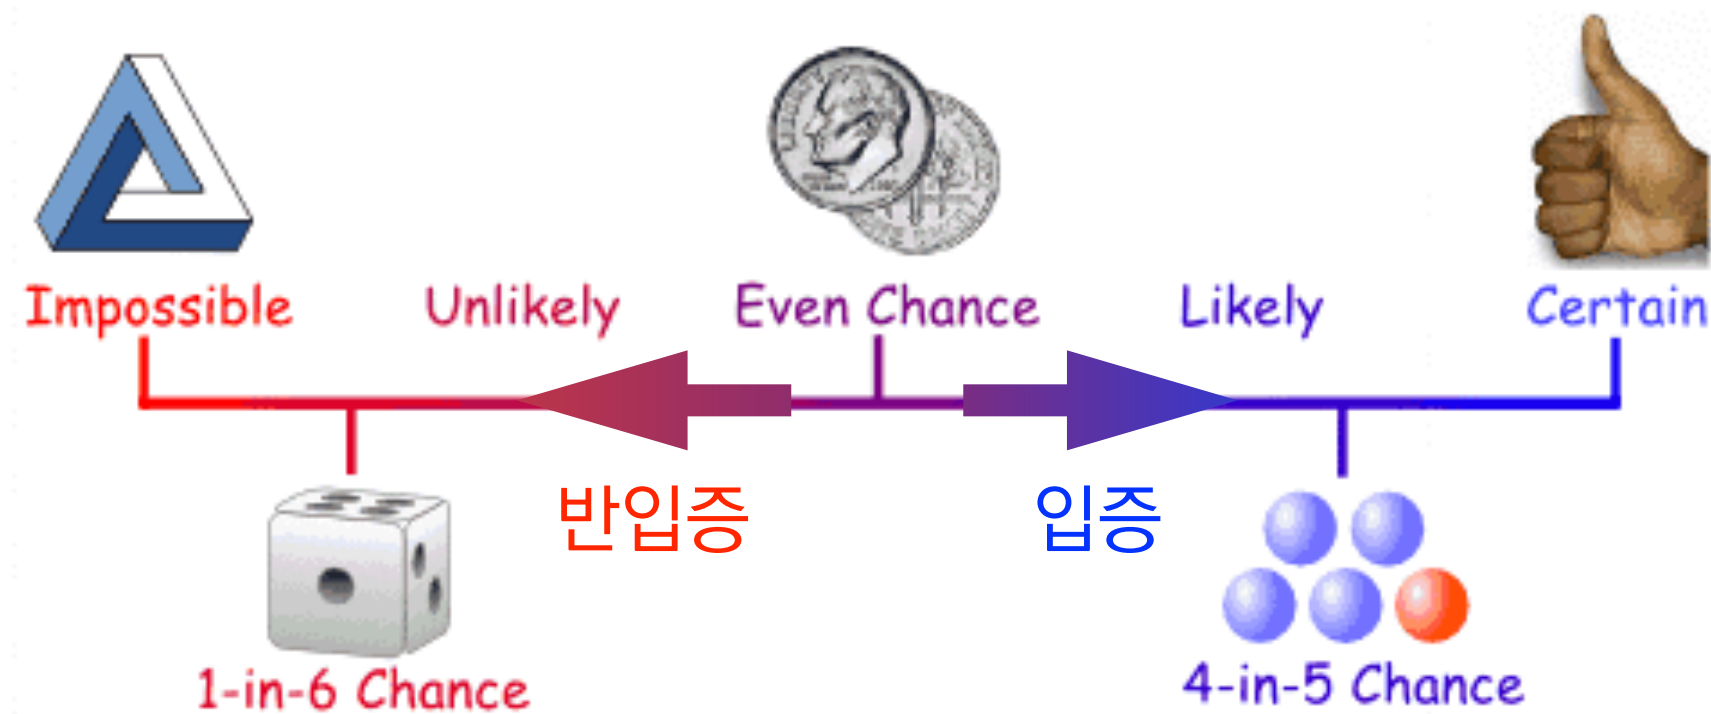 Impossible Unlikely Even Chance Likely Certain
반입증 입증
1-in-6 Chance 4-in-5 Chance